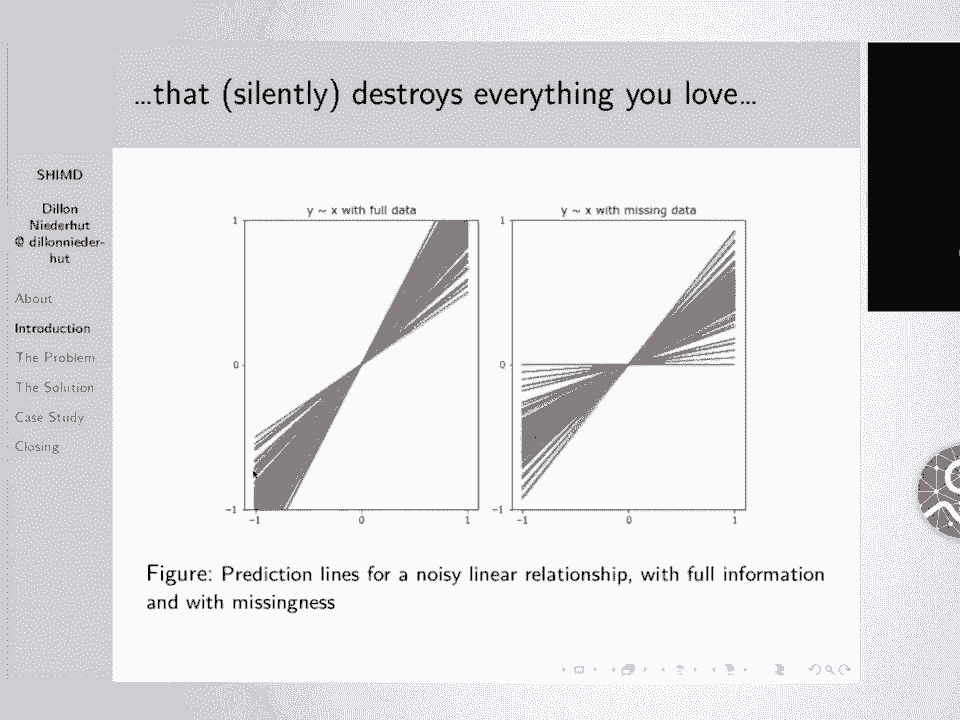 ...that (silently) destroys everything you love...
SHIMD
Dillon
Niederhut
@ dillonnieder-
hut
About
Introduction
The Problem
The Solution
Case Study
Closing
y ~ x with full data
1
0
−1
−1 0 1
y ~ x with missing data
1
0
−1
−1 0 1
Figure: Prediction lines for a noisy linear relationship, with full information
and with missingness